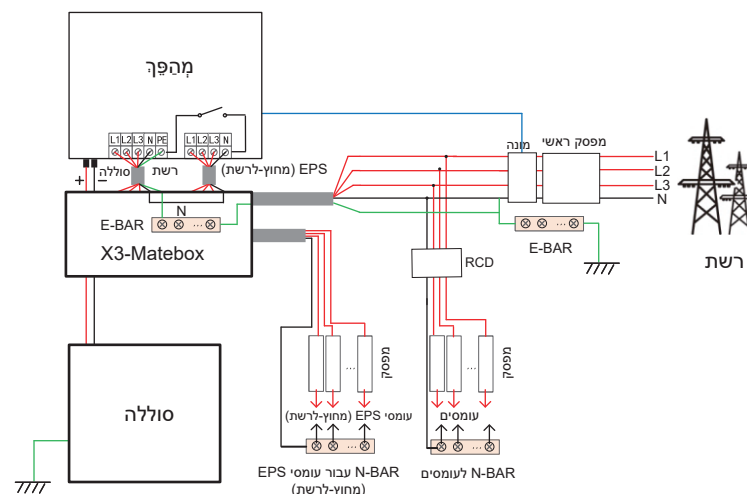 מְהַפֵּךְ
L1 L2 L3 N PE
L1 L2 L3 N
סוללה
רשת
EPS (מחוץ-לרשת)
+
−
N
E-BAR
...
X3-Matebox
מונה
מפסק ראשי
L1
L2
L3
N
רשת
...
E-BAR
RCD
...
מפסק
...
מפסק
עומסי EPS (מחוץ-לרשת)
עומסים
...
...
N-BAR עבור עומסי EPS
(מחוץ-לרשת)
N-BAR לעומסים
סוללה